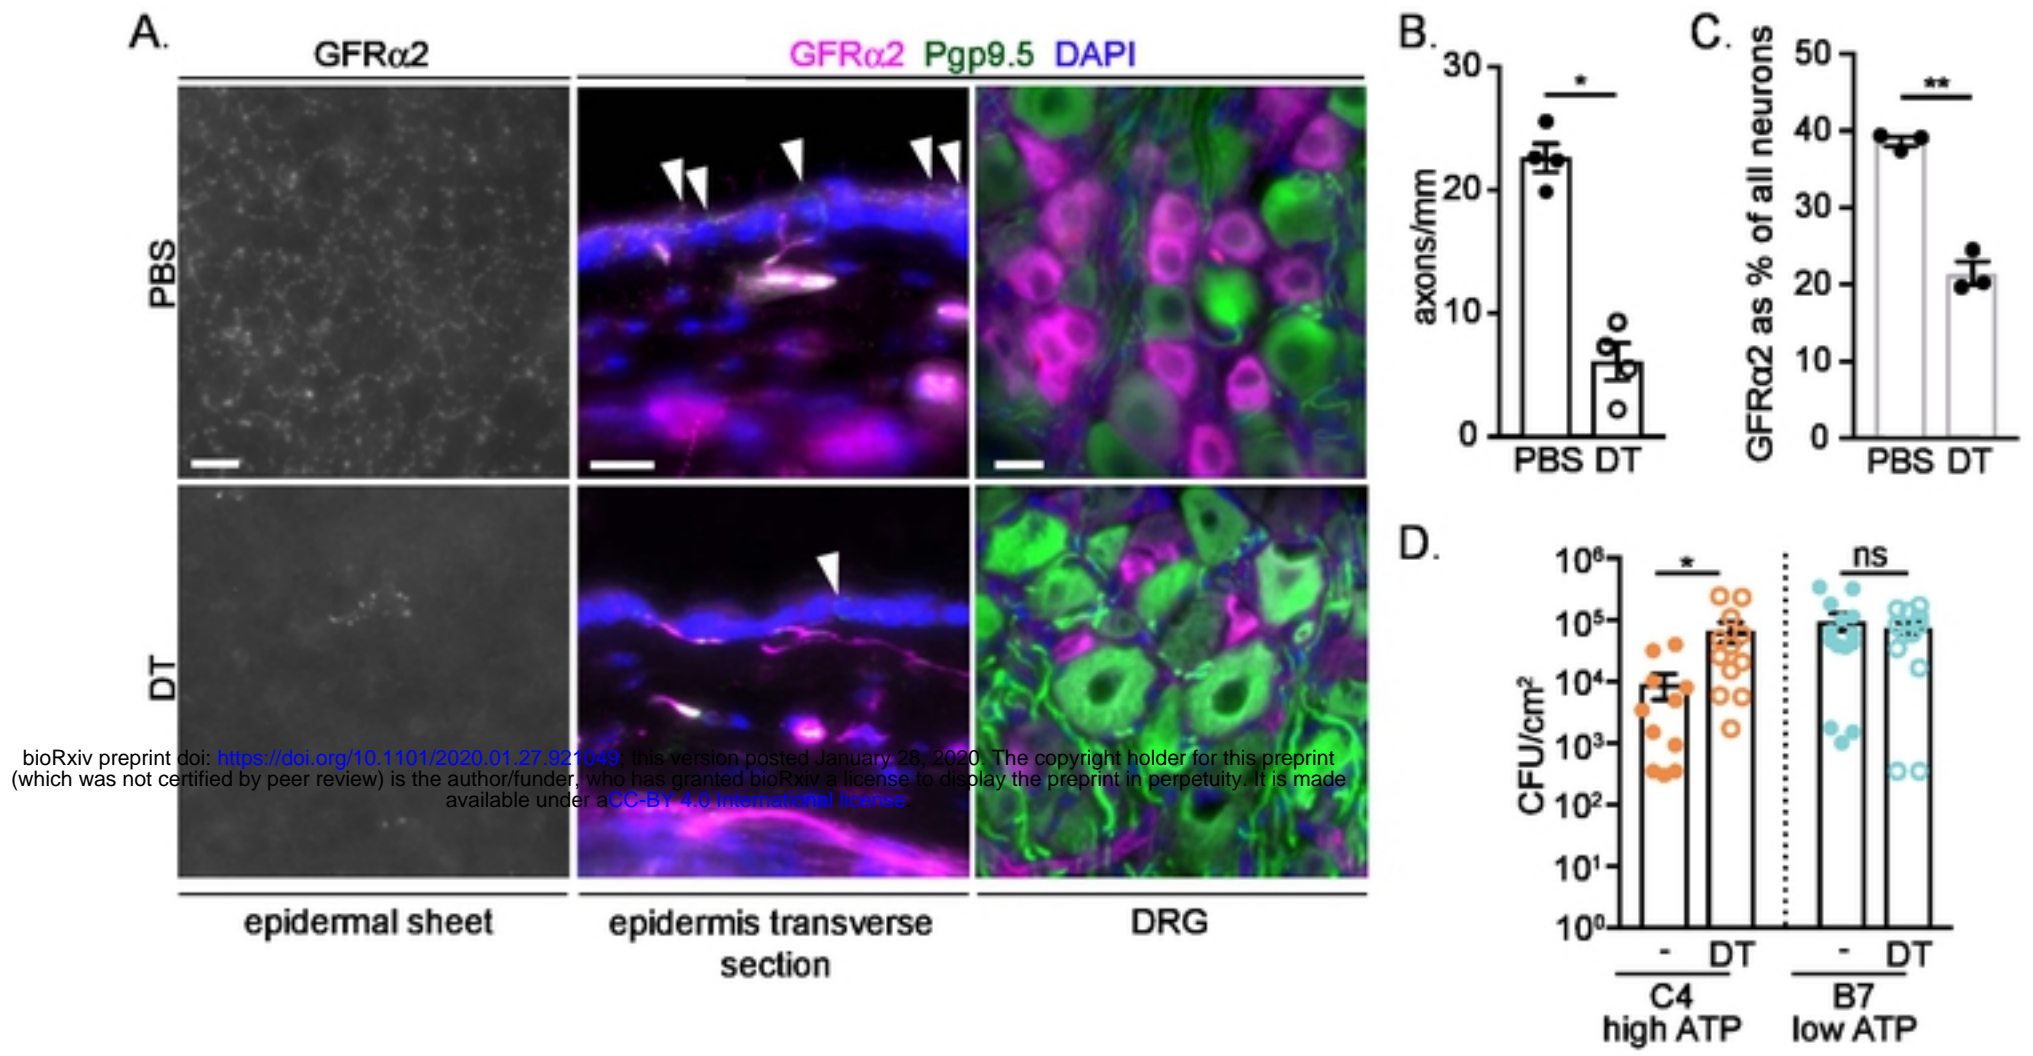 A.
GFRα2
GFRα2 Pgp9.5 DAPI
PBS
DT
epidermal sheet
epidermis transverse
section
DRG
bioRxiv preprint doi: https://doi.org/10.1101/2020.01.27.921049; this version posted January 28, 2020. The copyright holder for this preprint
(which was not certified by peer review) is the author/funder, who has granted bioRxiv a license to display the preprint in perpetuity. It is made
available under aCC-BY 4.0 International license.
B.
axons/mm
30
20
10
0
*
PBS DT
C.
GFRα2 as % of all neurons
50
40
30
20
10
0
**
PBS DT
D.
CFU/cm²
10⁶
10⁵
10⁴
10³
10²
10¹
10⁰
*
ns
- DT - DT
C4 B7
high ATP low ATP